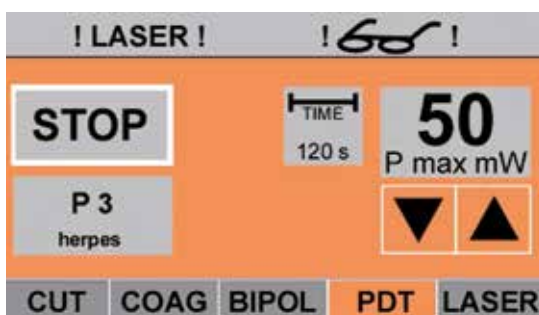 ! LASER ! ! !
STOP
TIME
120 s
50
P max mW
P 3
herpes
CUT COAG BIPOL PDT LASER